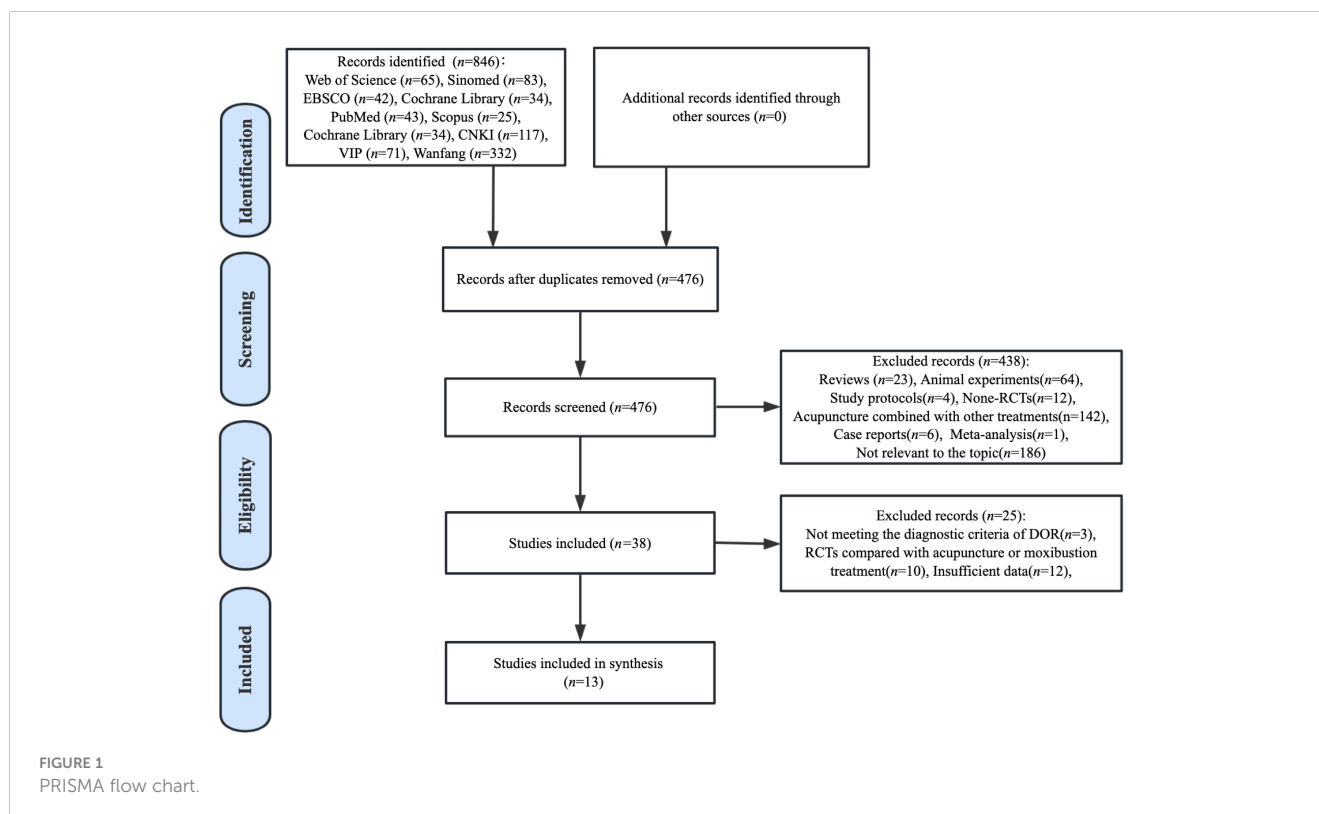 Records identified (n=846):
Web of Science (n=65), Sinomed (n=83),
EBSCO (n=42), Cochrane Library (n=34),
PubMed (n=43), Scopus (n=25),
Cochrane Library (n=34), CNKI (n=117),
VIP (n=71), Wanfang (n=332)
Additional records identified through
other sources (n=0)
Identification
Records after duplicates removed (n=476)
Screening
Records screened (n=476)
Excluded records (n=438):
Reviews (n=23), Animal experiments(n=64),
Study protocols(n=4), None-RCTs(n=12),
Acupuncture combined with other treatments(n=142),
Case reports(n=6), Meta-analysis(n=1),
Not relevant to the topic(n=186)
Eligibility
Studies included (n=38)
Excluded records (n=25):
Not meeting the diagnostic criteria of DOR(n=3),
RCTs compared with acupuncture or moxibustion
treatment(n=10), Insufficient data(n=12),
Included
Studies included in synthesis
(n=13)
FIGURE 1
PRISMA flow chart.